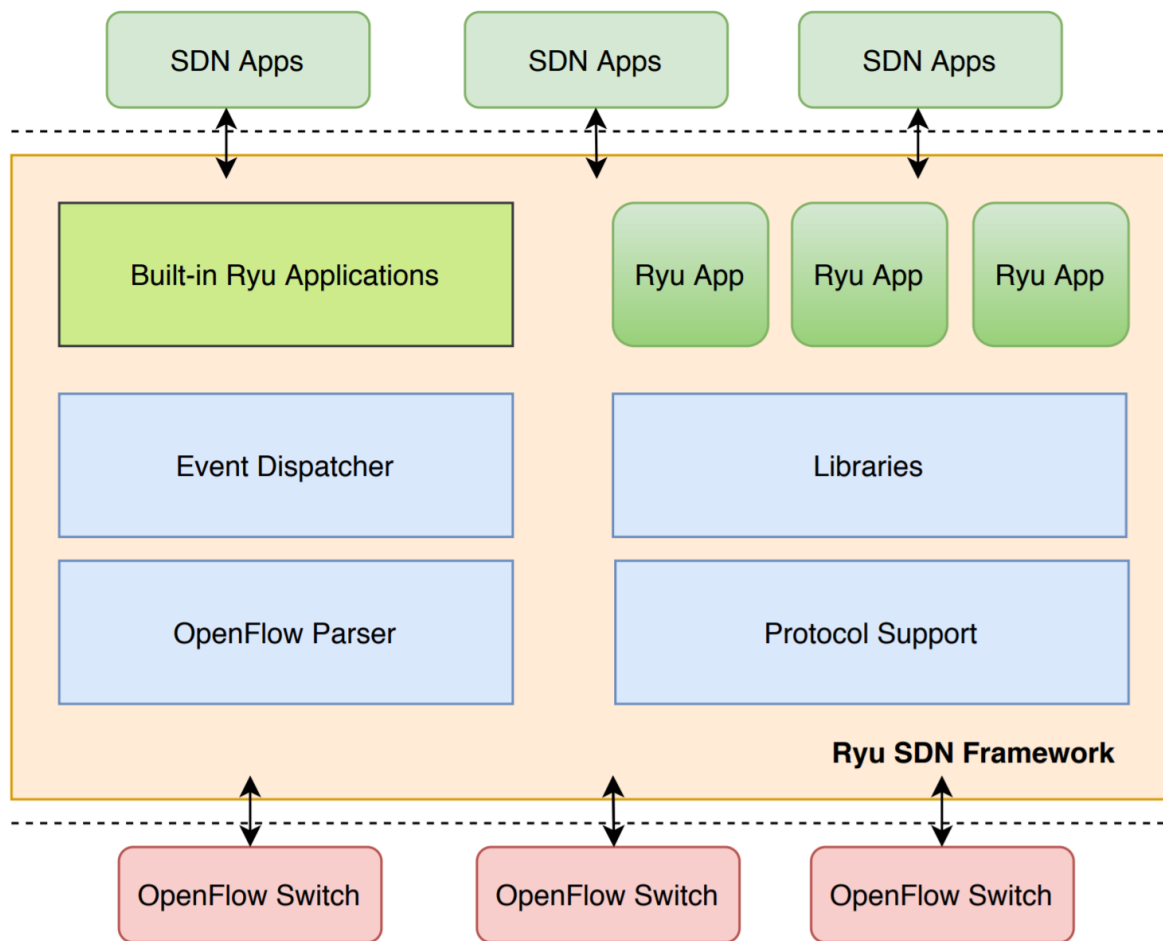 SDN Apps
SDN Apps
SDN Apps
Built-in Ryu Applications
Ryu App
Ryu App
Ryu App
Event Dispatcher
Libraries
OpenFlow Parser
Protocol Support
Ryu SDN Framework
OpenFlow Switch
OpenFlow Switch
OpenFlow Switch